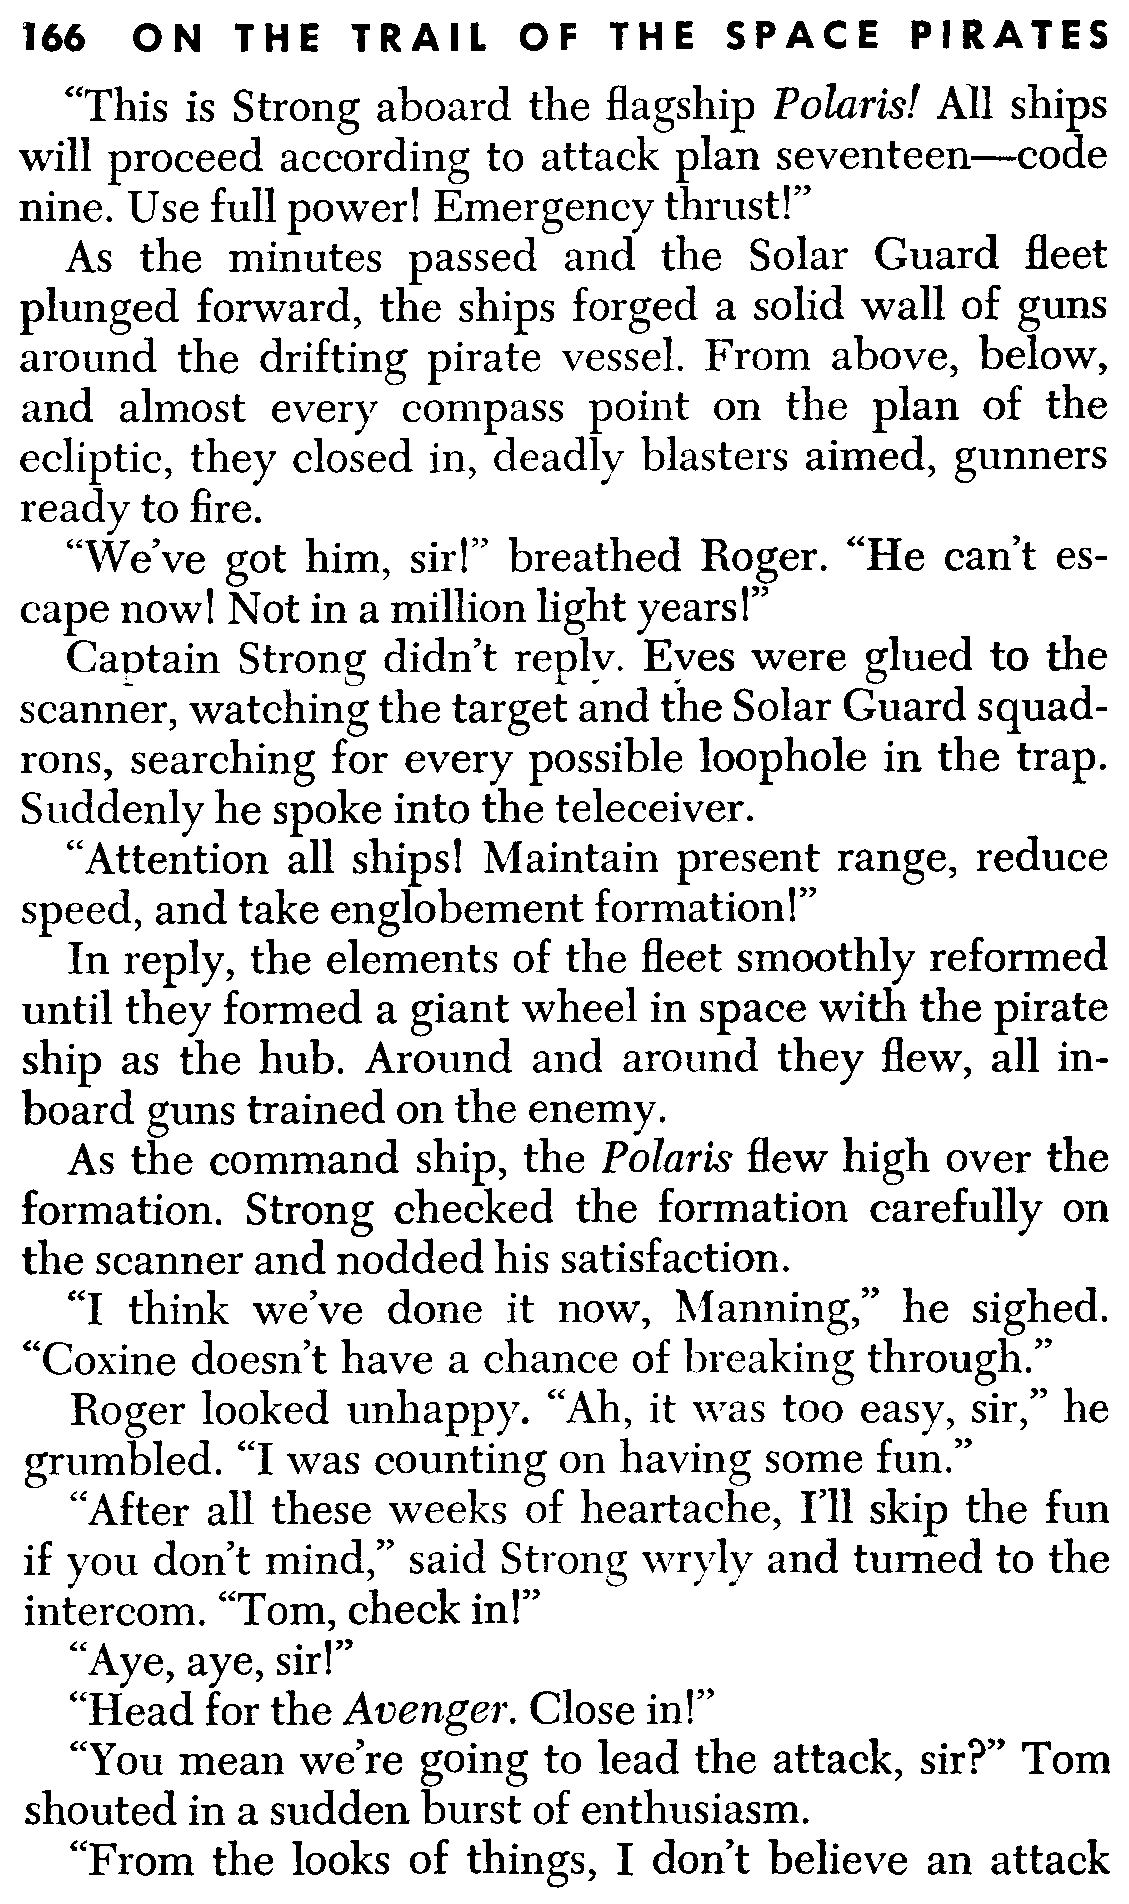 166 ON THE TRAIL OF THE SPACE PIRATES
“This is Strong aboard the flagship Polaris! All ships
will proceed according to attack plan seventeen—code
nine. Use full power! Emergency thrust!”
As the minutes passed and the Solar Guard fleet
plunged forward, the ships forged a solid wall of guns
around the drifting pirate vessel. From above, below,
and almost every compass point on the plan of the
ecliptic, they closed in, deadly blasters aimed, gunners
ready to fire.
“We’ve got him, sir!” breathed Roger. “He can’t es-
cape now! Not in a million light years!”
Captain Strong didn’t reply. Eyes were glued to the
scanner, watching the target and the Solar Guard squad-
rons, searching for every possible loophole in the trap.
Suddenly he spoke into the teleceiver.
“Attention all ships! Maintain present range, reduce
speed, and take englobement formation!”
In reply, the elements of the fleet smoothly reformed
until they formed a giant wheel in space with the pirate
ship as the hub. Around and around they flew, all in-
board guns trained on the enemy.
As the command ship, the Polaris flew high over the
formation. Strong checked the formation carefully on
the scanner and nodded his satisfaction.
“I think we’ve done it now, Manning,” he sighed.
“Coxine doesn’t have a chance of breaking through.”
Roger looked unhappy. “Ah, it was too easy, sir,” he
grumbled. “I was counting on having some fun.”
“After all these weeks of heartache, I’ll skip the fun
if you don’t mind,” said Strong wryly and turned to the
intercom. “Tom, check in!”
“Aye, aye, sir!”
“Head for the Avenger. Close in!”
“You mean we’re going to lead the attack, sir?” Tom
shouted in a sudden burst of enthusiasm.
“From the looks of things, I don’t believe an attack